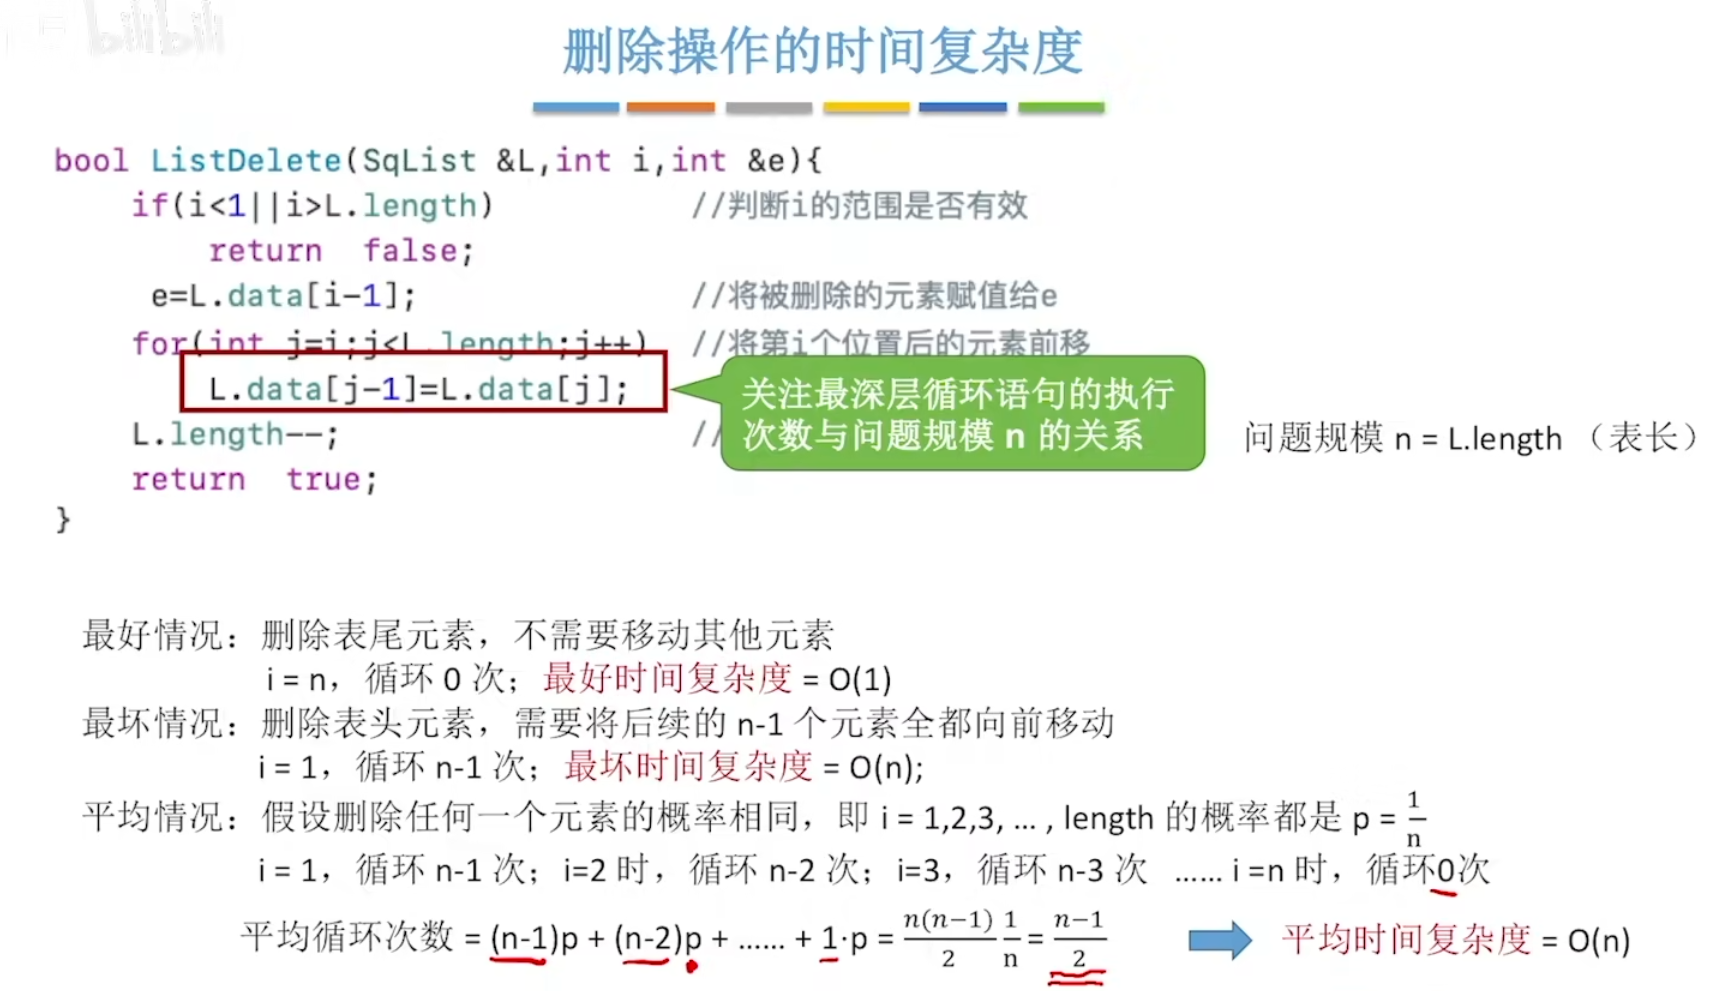 bilibili
删除操作的时间复杂度
bool ListDelete(SqList &L,int i,int &e){
if(i<1||i>L.length) //判断i的范围是否有效
return false;
e=L.data[i-1]; //将被删除的元素赋值给e
for(int j=i;j<L.length;j++) //将第i个位置后的元素前移
L.data[j-1]=L.data[j];
关注最深层循环语句的执行
次数与问题规模 n 的关系
L.length--; //
问题规模 n = L.length （表长）
return true;
}
最好情况：删除表尾元素，不需要移动其他元素
i = n，循环 0 次；最好时间复杂度 = O(1)
最坏情况：删除表头元素，需要将后续的 n-1 个元素全都向前移动
i = 1，循环 n-1 次；最坏时间复杂度 = O(n);
平均情况：假设删除任何一个元素的概率相同，即 i = 1,2,3, … , length 的概率都是 p = 1/n
i = 1，循环 n-1 次；i=2 时，循环 n-2 次；i=3，循环 n-3 次 …… i =n 时，循环0次
平均循环次数 = (n-1)p + (n-2)p + …… + 1·p = n(n−1)/2 1/n = n−1/2 平均时间复杂度 = O(n)